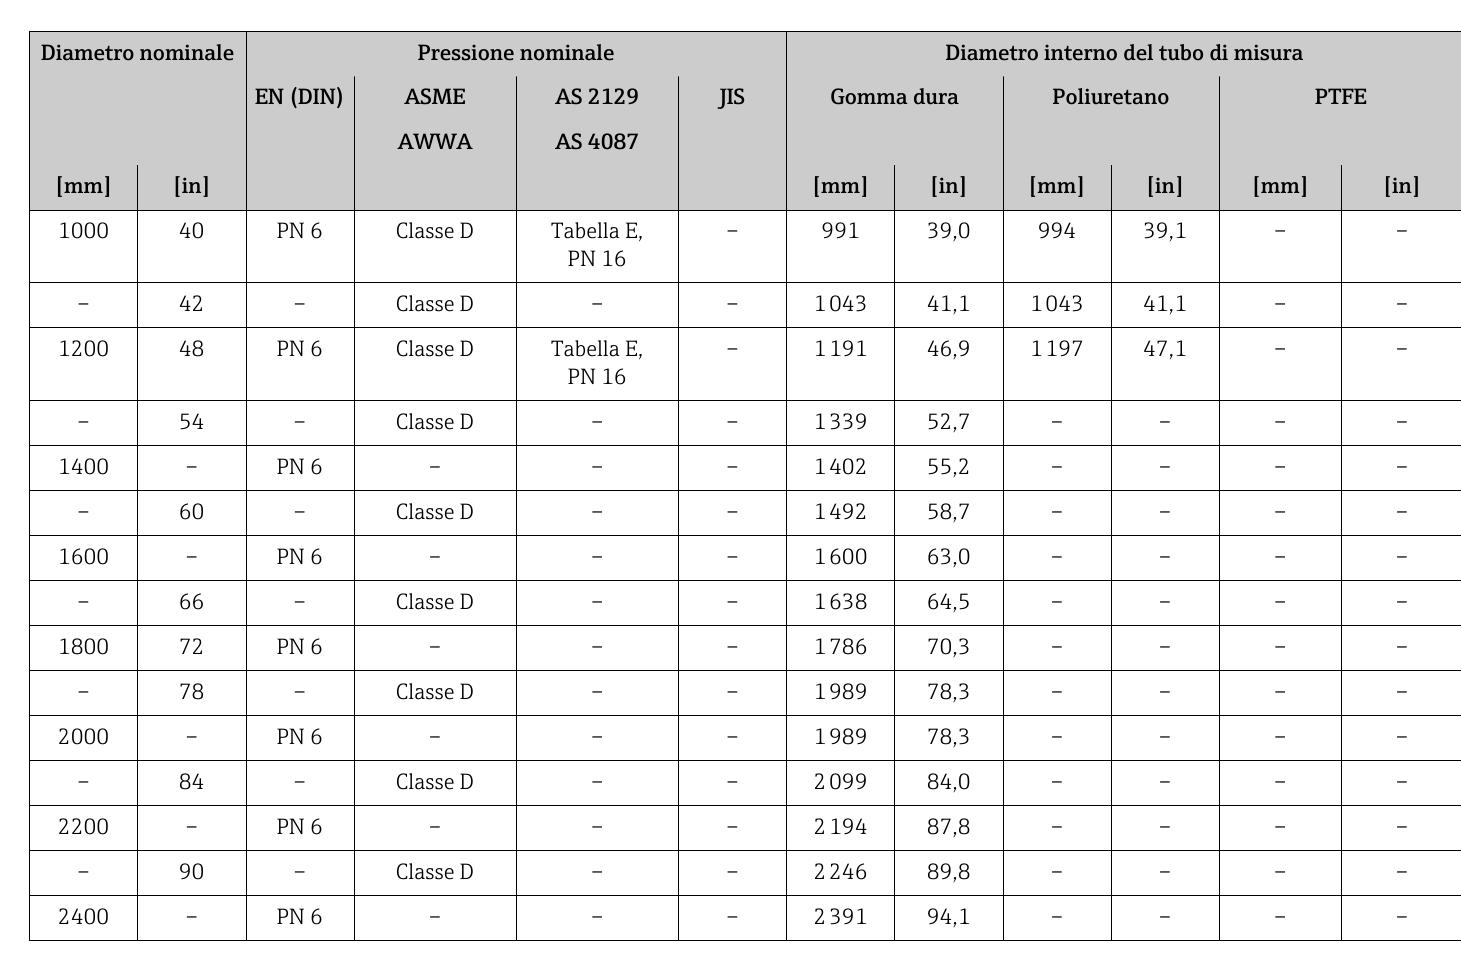 Diametro nominale Pressione nominale Diametro interno del tubo di misura
EN (DIN) ASME AS 2129 JIS Gomma dura Poliuretano PTFE
AWWA AS 4087
[mm] [in] [mm] [in] [mm] [in] [mm] [in]
1000 40 PN 6 Classe D Tabella E, – 991 39,0 994 39,1 – –
PN 16
– 42 – Classe D – – 1043 41,1 1043 41,1 – –
1200 48 PN 6 Classe D Tabella E, – 1191 46,9 1197 47,1 – –
PN 16
– 54 – Classe D – – 1339 52,7 – – – –
1400 – PN 6 – – – 1402 55,2 – – – –
– 60 – Classe D – – 1492 58,7 – – – –
1600 – PN 6 – – – 1600 63,0 – – – –
– 66 – Classe D – – 1638 64,5 – – – –
1800 72 PN 6 – – – 1786 70,3 – – – –
– 78 – Classe D – – 1989 78,3 – – – –
2000 – PN 6 – – – 1989 78,3 – – – –
– 84 – Classe D – – 2099 84,0 – – – –
2200 – PN 6 – – – 2194 87,8 – – – –
– 90 – Classe D – – 2246 89,8 – – – –
2400 – PN 6 – – – 2391 94,1 – – – –